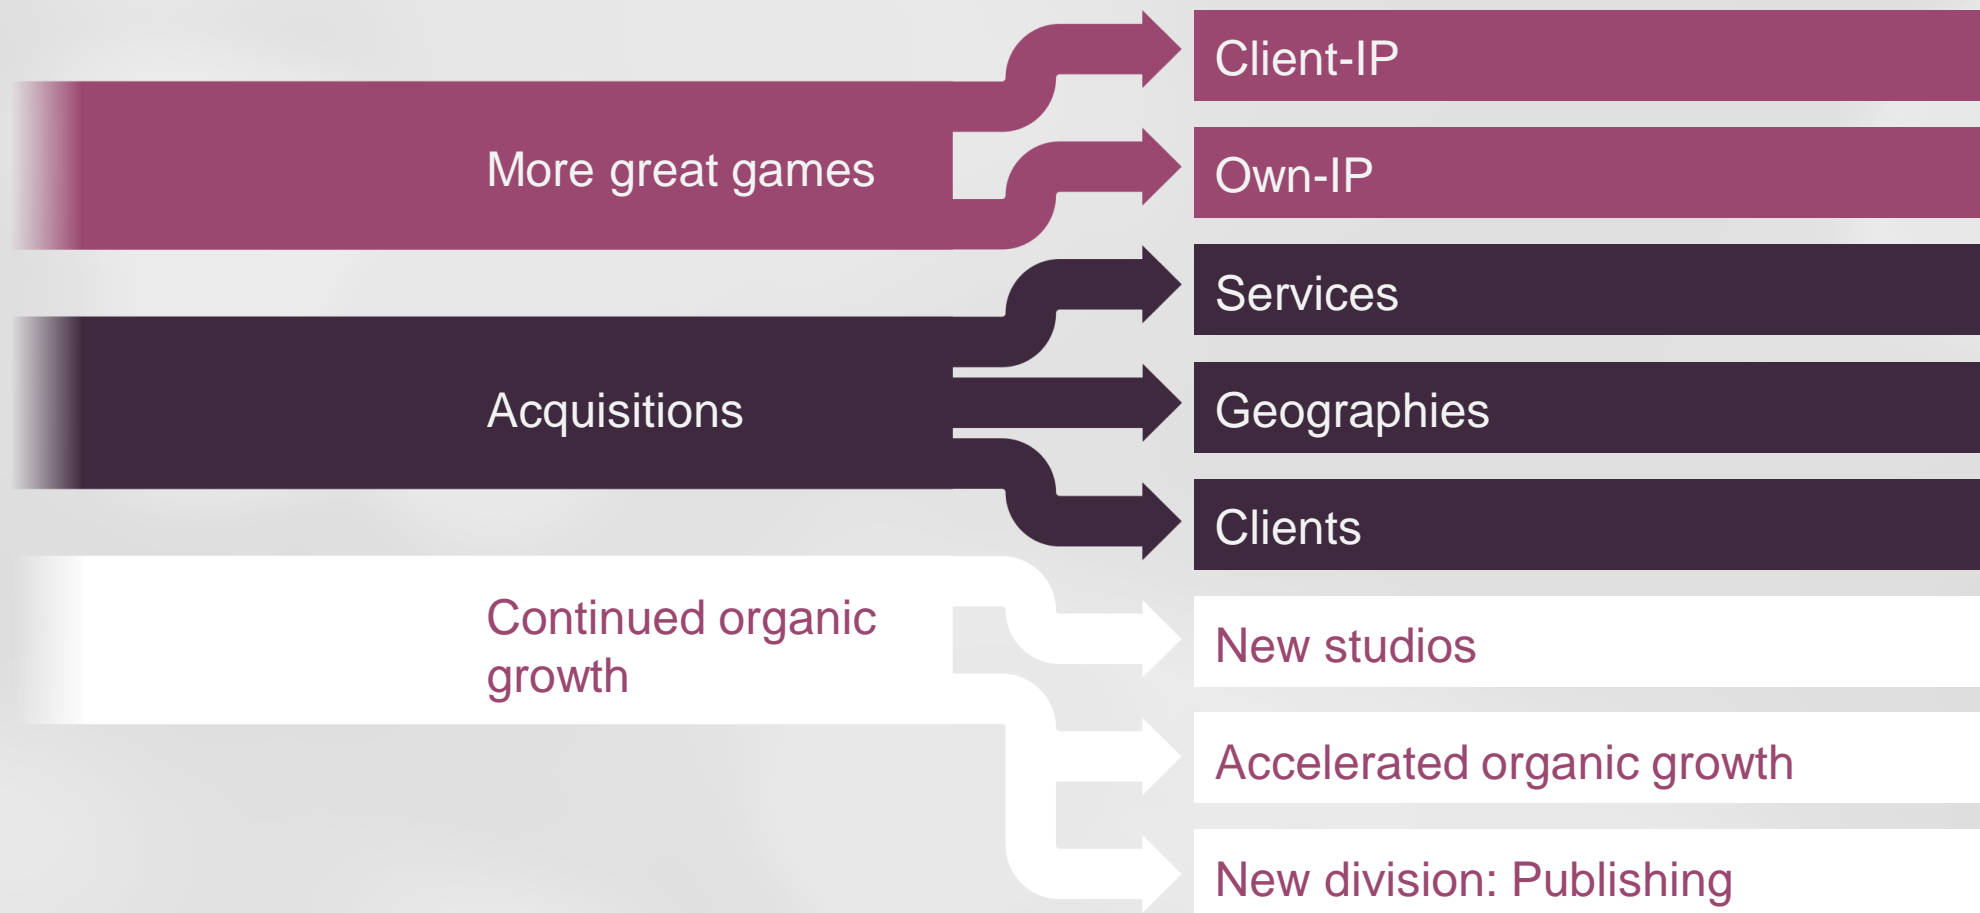 More great games
Client-IP
Own-IP
Acquisitions
Services
Geographies
Clients
Continued organic
growth
New studios
Accelerated organic growth
New division: Publishing